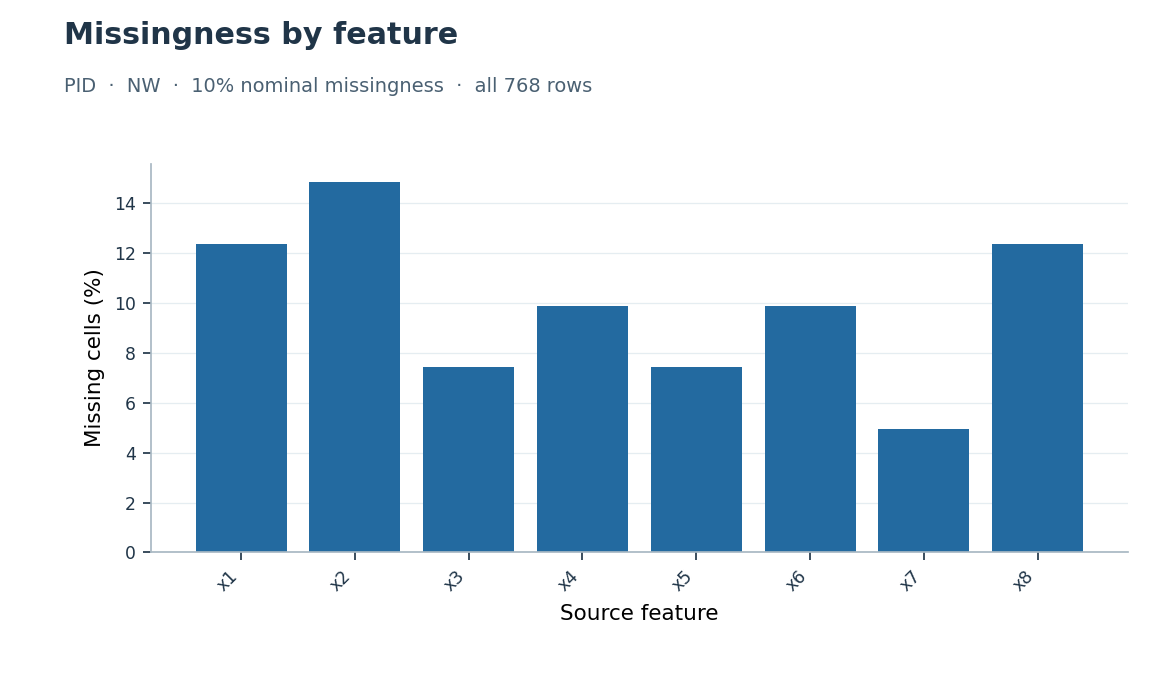 Missingness by feature
PID · NW · 10% nominal missingness · all 768 rows
Missing cells (%)
14
12
10
8
6
4
2
0
x1 x2 x3 x4 x5 x6 x7 x8
Source feature